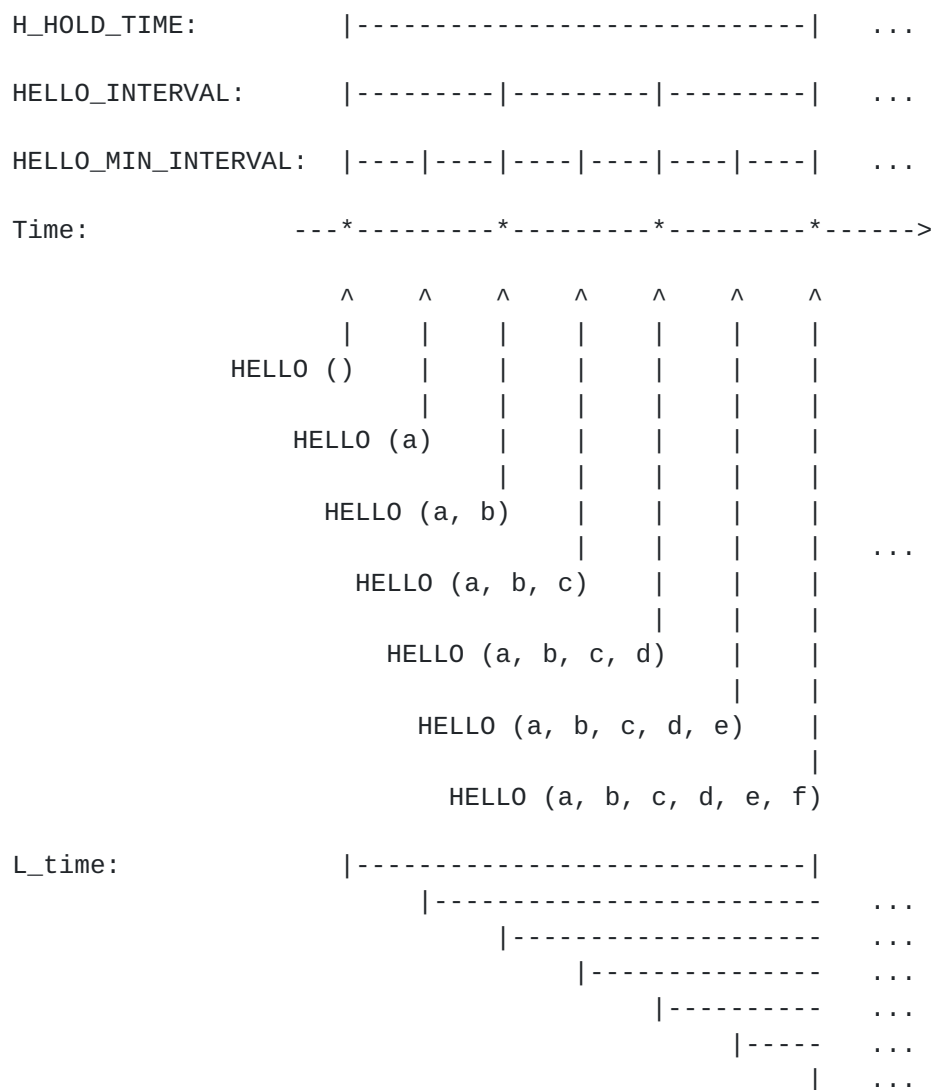 H_HOLD_TIME:         |-----------------------------|   ...
HELLO_INTERVAL:      |---------|---------|---------|   ...
HELLO_MIN_INTERVAL:  |----|----|----|----|----|----|   ...
Time:             ---*---------*---------*---------*------>
^    ^    ^    ^    ^    ^    ^
|    |    |    |    |    |    |
HELLO ()    |    |    |    |    |    |
|    |    |    |    |    |
HELLO (a)    |    |    |    |    |
|    |    |    |    |
HELLO (a, b)    |    |    |    |
|    |    |    |   ...
HELLO (a, b, c)    |    |    |
|    |    |
HELLO (a, b, c, d)    |    |
|    |
HELLO (a, b, c, d, e)    |
|
HELLO (a, b, c, d, e, f)
L_time:              |-----------------------------|
|-------------------------   ...
|--------------------   ...
|---------------   ...
|----------   ...
|-----   ...
|   ...